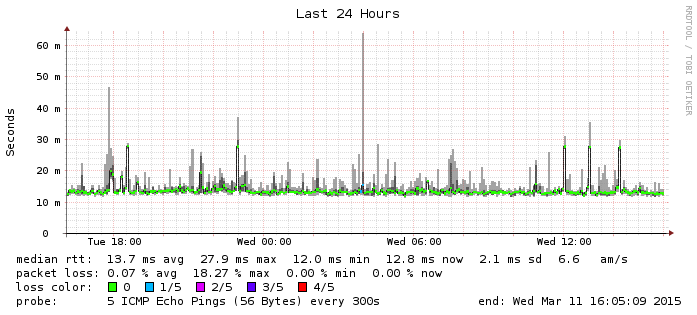 Last 24 Hours
RRDTOOL / TOBI OETIKER
Seconds
60 m
50 m
40 m
30 m
20 m
10 m
0
Tue 18:00 Wed 00:00 Wed 06:00 Wed 12:00
median rtt: 13.7 ms avg 27.9 ms max 12.0 ms min 12.8 ms now 2.1 ms sd 6.6 am/s
packet loss: 0.07 % avg 18.27 % max 0.00 % min 0.00 % now
loss color: 0 1/5 2/5 3/5 4/5
probe: 5 ICMP Echo Pings (56 Bytes) every 300s end: Wed Mar 11 16:05:09 2015